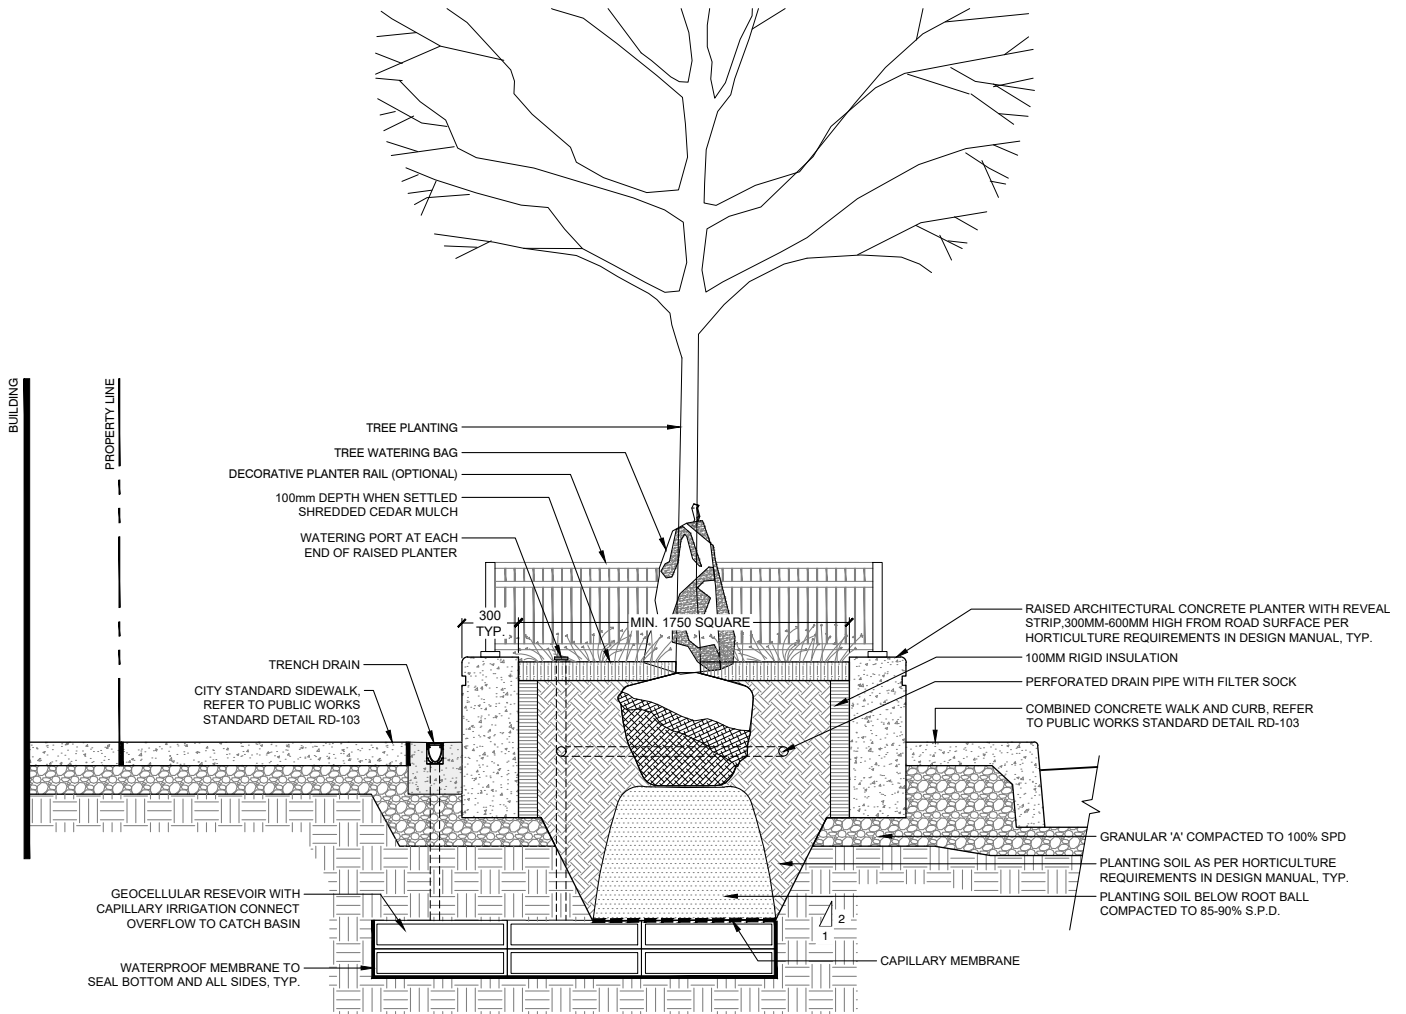 BUILDING
PROPERTY LINE
TREE PLANTING
TREE WATERING BAG
DECORATIVE PLANTER RAIL (OPTIONAL)
100mm DEPTH WHEN SETTLED
SHREDDED CEDAR MULCH
WATERING PORT AT EACH
END OF RAISED PLANTER
300
TYP.
MIN. 1750 SQUARE
TRENCH DRAIN
CITY STANDARD SIDEWALK,
REFER TO PUBLIC WORKS
STANDARD DETAIL RD-103
RAISED ARCHITECTURAL CONCRETE PLANTER WITH REVEAL
STRIP,300MM-600MM HIGH FROM ROAD SURFACE PER
HORTICULTURE REQUIREMENTS IN DESIGN MANUAL, TYP.
100MM RIGID INSULATION
PERFORATED DRAIN PIPE WITH FILTER SOCK
COMBINED CONCRETE WALK AND CURB, REFER
TO PUBLIC WORKS STANDARD DETAIL RD-103
GRANULAR 'A' COMPACTED TO 100% SPD
PLANTING SOIL AS PER HORTICULTURE
REQUIREMENTS IN DESIGN MANUAL, TYP.
PLANTING SOIL BELOW ROOT BALL
COMPACTED TO 85-90% S.P.D.
GEOCELLULAR RESEVOIR WITH
CAPILLARY IRRIGATION CONNECT
OVERFLOW TO CATCH BASIN
2
1
CAPILLARY MEMBRANE
WATERPROOF MEMBRANE TO
SEAL BOTTOM AND ALL SIDES, TYP.